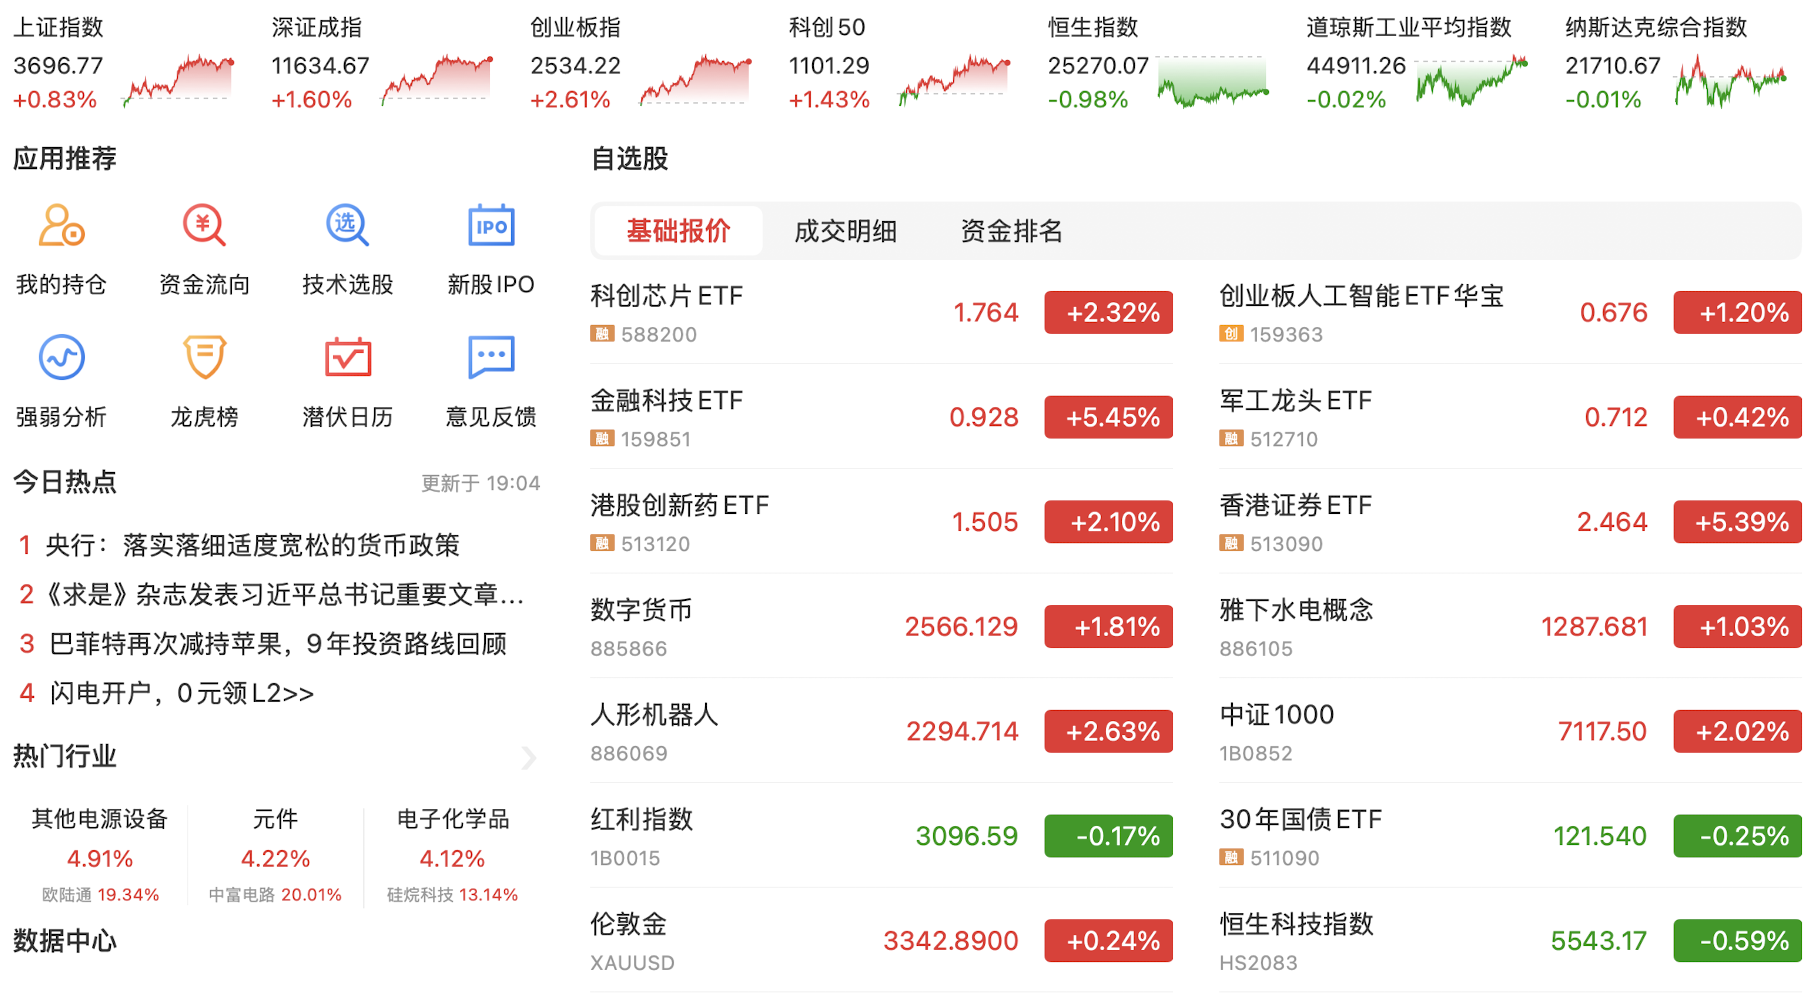 上证指数
3696.77
+0.83%
深证成指
11634.67
+1.60%
创业板指
2534.22
+2.61%
科创50
1101.29
+1.43%
恒生指数
25270.07
-0.98%
道琼斯工业平均指数
44911.26
-0.02%
纳斯达克综合指数
21710.67
-0.01%
应用推荐
¥
选
IPO
我的持仓 资金流向 技术选股 新股IPO
强弱分析 龙虎榜 潜伏日历 意见反馈
今日热点 更新于 19:04
1 央行：落实落细适度宽松的货币政策
2 《求是》杂志发表习近平总书记重要文章...
3 巴菲特再次减持苹果，9年投资路线回顾
4 闪电开户，0元领L2>>
热门行业
其他电源设备
4.91%
欧陆通 19.34%
元件
4.22%
中富电路 20.01%
电子化学品
4.12%
硅烷科技 13.14%
数据中心
自选股
基础报价 成交明细 资金排名
科创芯片ETF
融 588200
1.764 +2.32%
创业板人工智能ETF华宝
创 159363
0.676 +1.20%
金融科技ETF
融 159851
0.928 +5.45%
军工龙头ETF
融 512710
0.712 +0.42%
港股创新药ETF
融 513120
1.505 +2.10%
香港证券ETF
融 513090
2.464 +5.39%
数字货币
885866
2566.129 +1.81%
雅下水电概念
886105
1287.681 +1.03%
人形机器人
886069
2294.714 +2.63%
中证1000
1B0852
7117.50 +2.02%
红利指数
1B0015
3096.59 -0.17%
30年国债ETF
融 511090
121.540 -0.25%
伦敦金
XAUUSD
3342.8900 +0.24%
恒生科技指数
HS2083
5543.17 -0.59%